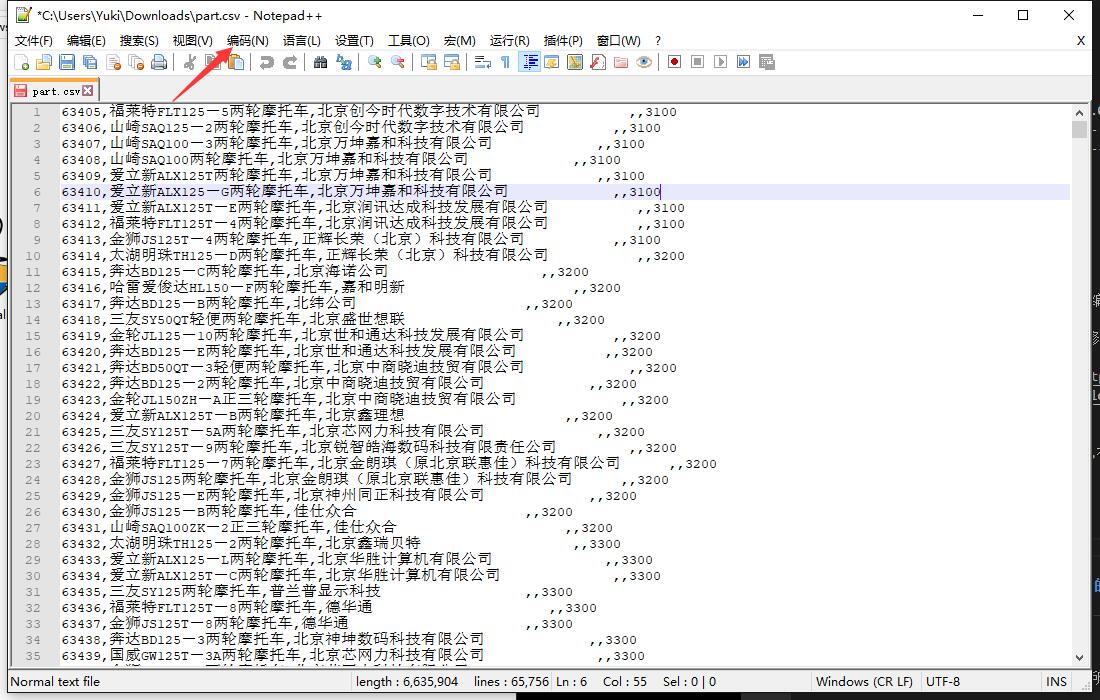 *C:\Users\Yuki\Downloads\part.csv - Notepad++
文件(F) 编辑(E) 搜索(S) 视图(V) 编码(N) 语言(L) 设置(T) 工具(O) 宏(M) 运行(R) 插件(P) 窗口(W) ? X
part.csv
1 63405,福莱特FLT125—5两轮摩托车,北京创今时代数字技术有限公司 ,,3100
2 63406,山崎SAQ125—2两轮摩托车,北京创今时代数字技术有限公司 ,,3100
3 63407,山崎SAQ100—3两轮摩托车,北京万坤嘉和科技有限公司 ,,3100
4 63408,山崎SAQ100两轮摩托车,北京万坤嘉和科技有限公司 ,,3100
5 63409,爱立新ALX125T两轮摩托车,北京万坤嘉和科技有限公司 ,,3100
6 63410,爱立新ALX125—G两轮摩托车,北京万坤嘉和科技有限公司 ,,3100
7 63411,爱立新ALX125T—E两轮摩托车,北京润讯达成科技发展有限公司 ,,3100
8 63412,福莱特FLT125T—4两轮摩托车,北京润讯达成科技发展有限公司 ,,3100
9 63413,金狮JS125T—4两轮摩托车,正辉长荣（北京）科技有限公司 ,,3100
10 63414,太湖明珠TH125—D两轮摩托车,正辉长荣（北京）科技有限公司 ,,3200
11 63415,奔达BD125—C两轮摩托车,北京海诺公司 ,,3200
12 63416,哈雷爱俊达HL150—F两轮摩托车,嘉和明新 ,,3200
13 63417,奔达BD125—B两轮摩托车,北纬公司 ,,3200
14 63418,三友SY50QT轻便两轮摩托车,北京盛世想联 ,,3200
15 63419,金轮JL125—10两轮摩托车,北京世和通达科技发展有限公司 ,,3200
16 63420,奔达BD125—E两轮摩托车,北京世和通达科技发展有限公司 ,,3200
17 63421,奔达BD50QT—3轻便两轮摩托车,北京中商晓迪技贸有限公司 ,,3200
18 63422,奔达BD125—2两轮摩托车,北京中商晓迪技贸有限公司 ,,3200
19 63423,金轮JL150ZH—A正三轮摩托车,北京中商晓迪技贸有限公司 ,,3200
20 63424,爱立新ALX125T—B两轮摩托车,北京鑫理想 ,,3200
21 63425,三友SY125T—5A两轮摩托车,北京芯网力科技有限公司 ,,3200
22 63426,三友SY125T—9两轮摩托车,北京锐智皓海数码科技有限责任公司 ,,3200
23 63427,福莱特FLT125—7两轮摩托车,北京金朗琪（原北京联惠佳）科技有限公司 ,,3200
24 63428,金狮JS125两轮摩托车,北京金朗琪（原北京联惠佳）科技有限公司 ,,3200
25 63429,金狮JS125—E两轮摩托车,北京神州同正科技有限公司 ,,3200
26 63430,金狮JS125—B两轮摩托车,佳仕众合 ,,3200
27 63431,山崎SAQ100ZK—2正三轮摩托车,佳仕众合 ,,3200
28 63432,太湖明珠TH125—2两轮摩托车,北京鑫瑞贝特 ,,3300
29 63433,爱立新ALX125—L两轮摩托车,北京华胜计算机有限公司 ,,3300
30 63434,爱立新ALX125T—C两轮摩托车,北京华胜计算机有限公司 ,,3300
31 63435,三友SY125两轮摩托车,普兰普显示科技 ,,3300
32 63436,福莱特FLT125T—8两轮摩托车,德华通 ,,3300
33 63437,金狮JS125T—8两轮摩托车,德华通 ,,3300
34 63438,奔达BD125—3两轮摩托车,北京神坤数码科技有限公司 ,,3300
35 63439,国威GW125T—3A两轮摩托车,北京芯网力科技有限公司 ,,3300
Normal text file length : 6,635,904 lines : 65,756 Ln : 6 Col : 55 Sel : 0 | 0 Windows (CR LF) UTF-8 INS